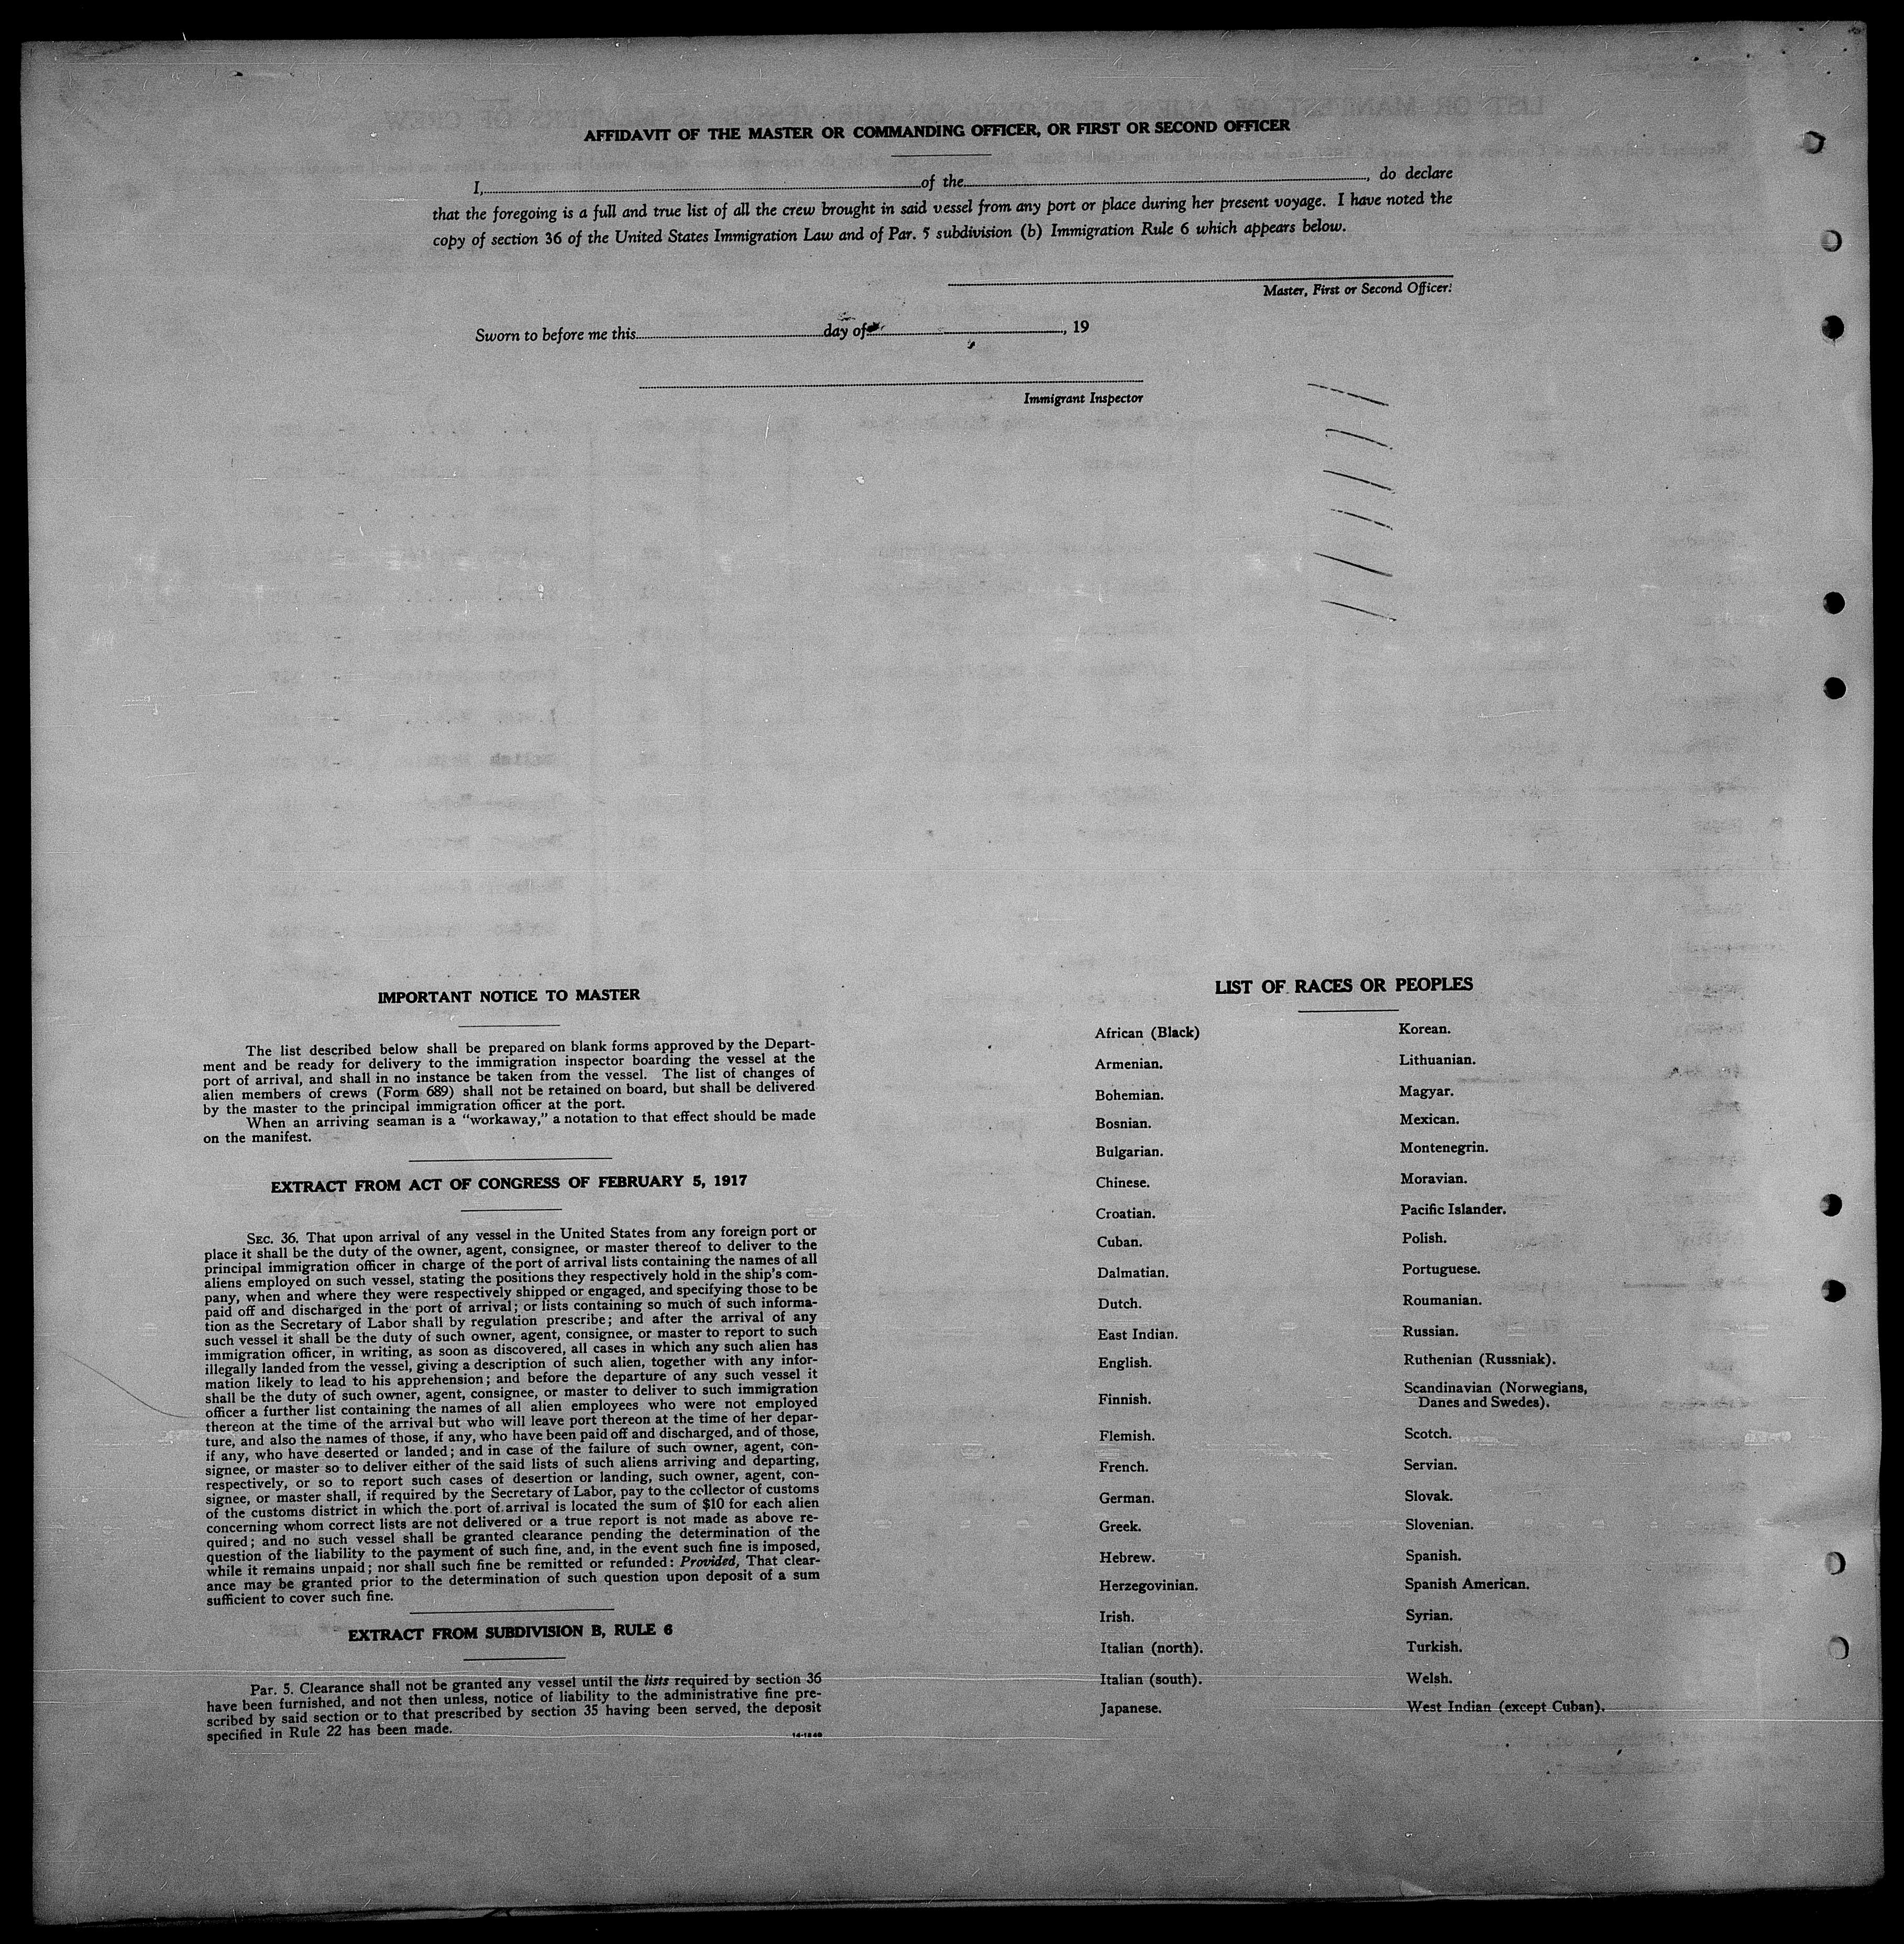 AFFIDAVIT OF THE MASTER OR COMMANDING OFFICER, OR FIRST OR SECOND OFFICER
I, of the , do declare
that the foregoing is a full and true list of all the crew brought in said vessel from any port or place during her present voyage. I have noted the
copy of section 36 of the United States Immigration Law and of Par. 5 subdivision (b) Immigration Rule 6 which appears below.
Master, First or Second Officer.
Sworn to before me this day of , 19
Immigrant Inspector
IMPORTANT NOTICE TO MASTER
The list described below shall be prepared on blank forms approved by the Depart-
ment and be ready for delivery to the immigration inspector boarding the vessel at the
port of arrival, and shall in no instance be taken from the vessel. The list of changes of
alien members of crews (Form 689) shall not be retained on board, but shall be delivered
by the master to the principal immigration officer at the port.
When an arriving seaman is a "workaway," a notation to that effect should be made
on the manifest.
EXTRACT FROM ACT OF CONGRESS OF FEBRUARY 5, 1917
SEC. 36. That upon arrival of any vessel in the United States from any foreign port or
place it shall be the duty of the owner, agent, consignee, or master thereof to deliver to the
principal immigration officer in charge of the port of arrival lists containing the names of all
aliens employed on such vessel, stating the positions they respectively hold in the ship's com-
pany, when and where they were respectively shipped or engaged, and specifying those to be
paid off and discharged in the port of arrival; or lists containing so much of such informa-
tion as the Secretary of Labor shall by regulation prescribe; and after the arrival of any
such vessel it shall be the duty of such owner, agent, consignee, or master to report to such
immigration officer, in writing, as soon as discovered, all cases in which any such alien has
illegally landed from the vessel, giving a description of such alien, together with any infor-
mation likely to lead to his apprehension; and before the departure of any such vessel it
shall be the duty of such owner, agent, consignee, or master to deliver to such immigration
officer a further list containing the names of all alien employees who were not employed
thereon at the time of the arrival but who will leave port thereon at the time of her depar-
ture, and also the names of those, if any, who have been paid off and discharged, and of those,
if any, who have deserted or landed; and in case of the failure of such owner, agent, con-
signee, or master so to deliver either of the said lists of such aliens arriving and departing,
respectively, or so to report such cases of desertion or landing, such owner, agent, con-
signee, or master shall, if required by the Secretary of Labor, pay to the collector of customs
of the customs district in which the port of arrival is located the sum of $10 for each alien
concerning whom correct lists are not delivered or a true report is not made as above re-
quired; and no such vessel shall be granted clearance pending the determination of the
question of the liability to the payment of such fine, and, in the event such fine is imposed,
while it remains unpaid; nor shall such fine be remitted or refunded: Provided, That clear-
ance may be granted prior to the determination of such question upon deposit of a sum
sufficient to cover such fine.
EXTRACT FROM SUBDIVISION B, RULE 6
Par. 5. Clearance shall not be granted any vessel until the lists required by section 36
have been furnished, and not then unless, notice of liability to the administrative fine pre-
scribed by said section or to that prescribed by section 35 having been served, the deposit
specified in Rule 22 has been made.
LIST OF RACES OR PEOPLES
African (Black)
Armenian.
Bohemian.
Bosnian.
Bulgarian.
Chinese.
Croatian.
Cuban.
Dalmatian.
Dutch.
East Indian.
English.
Finnish.
Flemish.
French.
German.
Greek.
Hebrew.
Herzegovinian.
Irish.
Italian (north).
Italian (south).
Japanese.
Korean.
Lithuanian.
Magyar.
Mexican.
Montenegrin.
Moravian.
Pacific Islander.
Polish.
Portuguese.
Roumanian.
Russian.
Ruthenian (Russniak).
Scandinavian (Norwegians,
Danes and Swedes).
Scotch.
Servian.
Slovak.
Slovenian.
Spanish.
Spanish American.
Syrian.
Turkish.
Welsh.
West Indian (except Cuban).